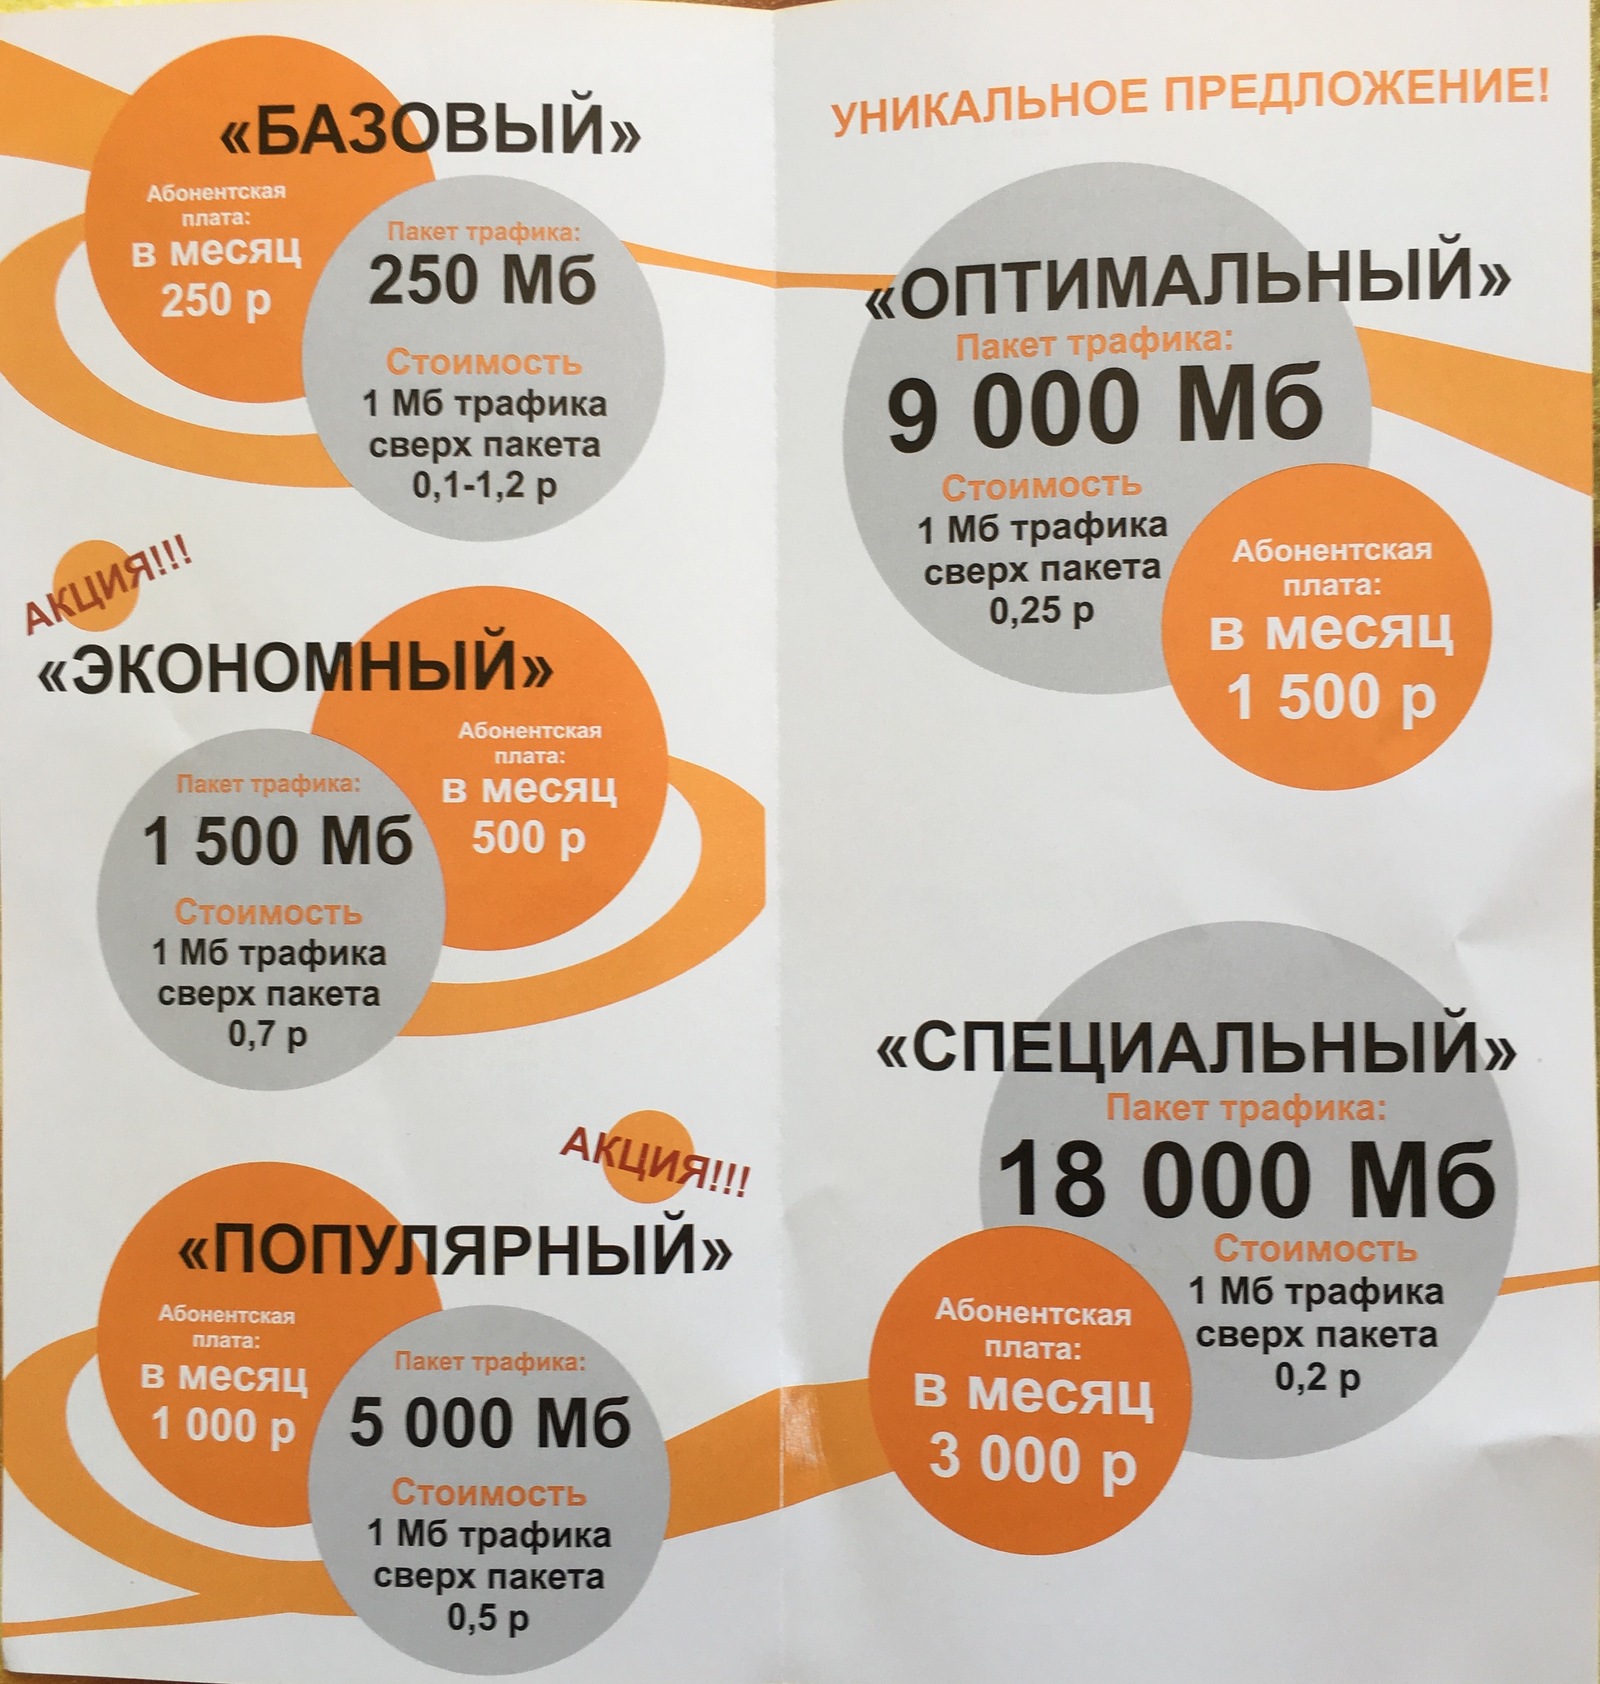 «БАЗОВЫЙ»
Абонентская
плата:
в месяц
250 р
Пакет трафика:
250 Мб
Стоимость
1 Мб трафика
сверх пакета
0,1-1,2 р
АКЦИЯ!!!
«ЭКОНОМНЫЙ»
Абонентская
плата:
в месяц
500 р
Пакет трафика:
1 500 Мб
Стоимость
1 Мб трафика
сверх пакета
0,7 р
АКЦИЯ!!!
«ПОПУЛЯРНЫЙ»
Абонентская
плата:
в месяц
1 000 р
Пакет трафика:
5 000 Мб
Стоимость
1 Мб трафика
сверх пакета
0,5 р
УНИКАЛЬНОЕ ПРЕДЛОЖЕНИЕ!
«ОПТИМАЛЬНЫЙ»
Пакет трафика:
9 000 Мб
Стоимость
1 Мб трафика
сверх пакета
0,25 р
Абонентская
плата:
в месяц
1 500 р
«СПЕЦИАЛЬНЫЙ»
Пакет трафика:
18 000 Мб
Стоимость
1 Мб трафика
сверх пакета
0,2 р
Абонентская
плата:
в месяц
3 000 р